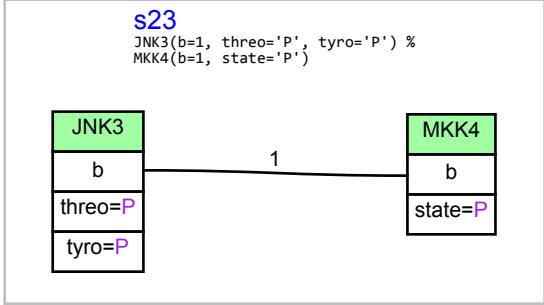 s23
JNK3(b=1, threo='P', tyro='P') %
MKK4(b=1, state='P')
JNK3
MKK4
1
b
b
threo=P
state=P
tyro=P